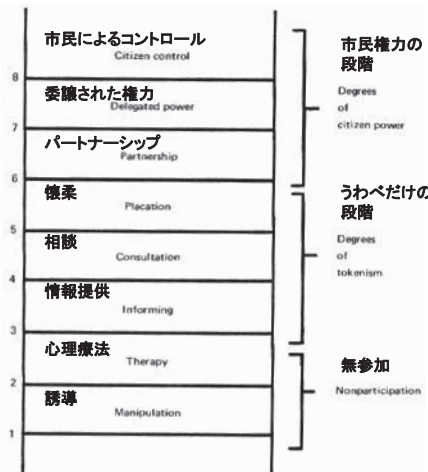 市民によるコントロール
Citizen control
8
委譲された権力
Delegated power
7
パートナーシップ
Partnership
6
懐柔
Placation
5
相談
Consultation
4
情報提供
Informing
3
心理療法
Therapy
2
誘導
Manipulation
1
市民権力の
段階
Degrees
of
citizen power
うわべだけの
段階
Degrees
of
tokenism
無参加
Nonparticipation